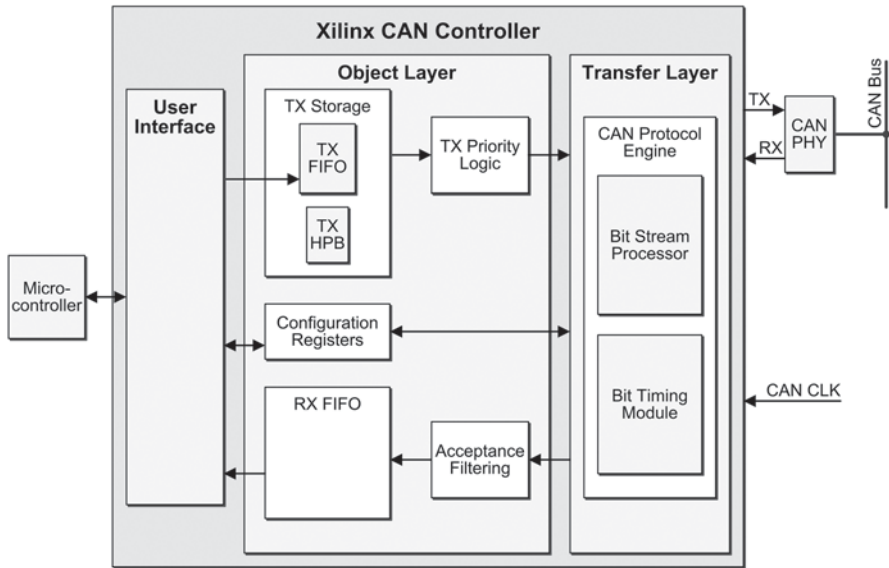 Xilinx CAN Controller
Object Layer
Transfer Layer
User
Interface
TX Storage
TX
FIFO
TX
HPB
TX Priority
Logic
CAN Protocol
Engine
Bit Stream
Processor
Bit Timing
Module
TX
RX
CAN
PHY
CAN Bus
Micro-
controller
Configuration
Registers
RX FIFO
Acceptance
Filtering
CAN CLK